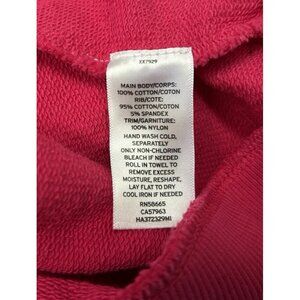 XX7929
MAIN BODY/CORPS:
100% COTTON/COTON
RIB/COTE:
95% COTTON/COTON
5% SPANDEX
TRIM/GARNITURE:
100% NYLON
HAND WASH COLD,
SEPARATELY
ONLY NON-CHLORINE
BLEACH IF NEEDED
ROLL IN TOWEL TO
REMOVE EXCESS
MOISTURE, RESHAPE,
LAY FLAT TO DRY
COOL IRON IF NEEDED
RN58665
CA57963
HA372329MI